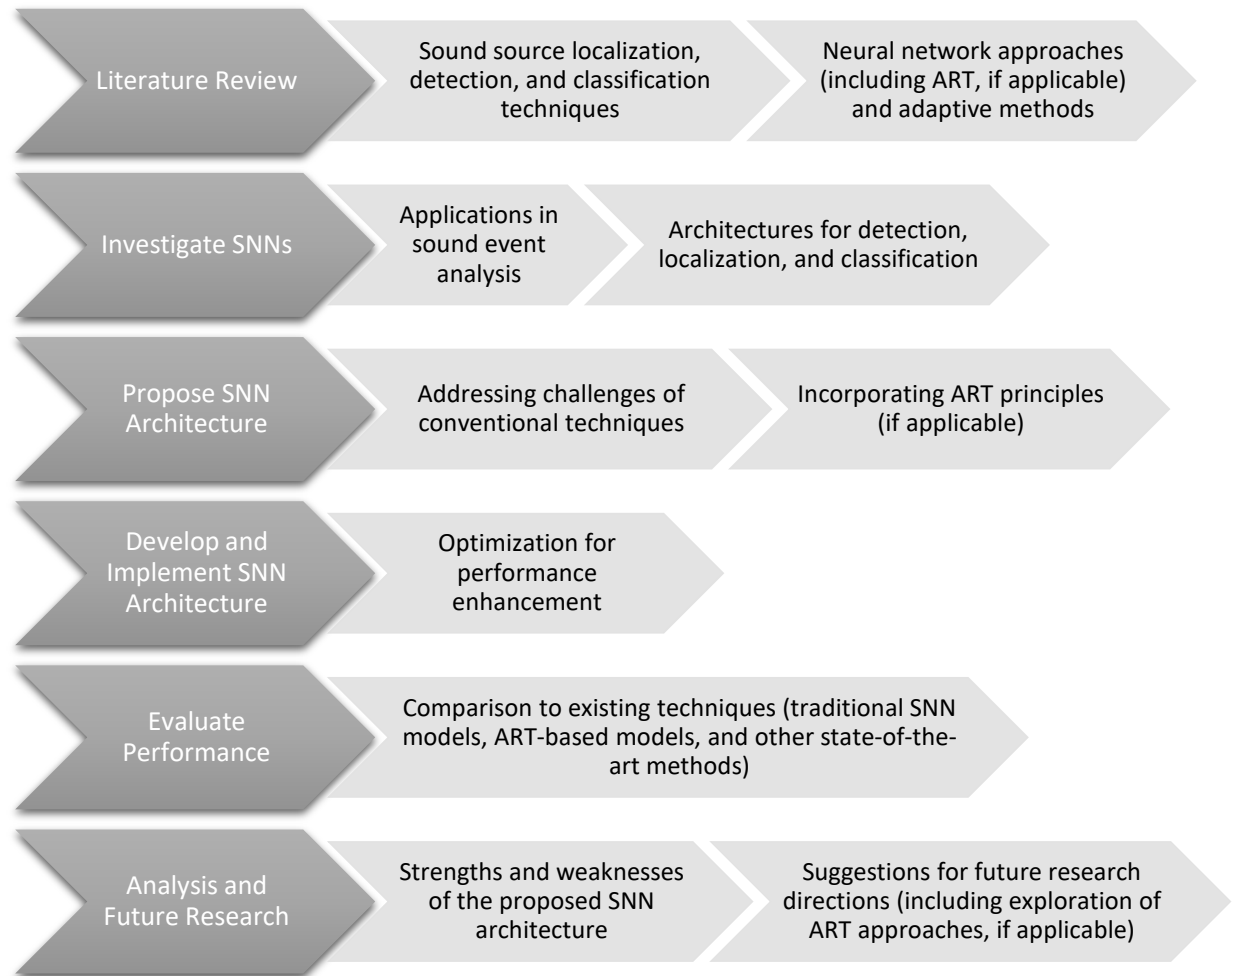 Literature Review
Sound source localization,
detection, and classification
techniques
Neural network approaches
(including ART, if applicable)
and adaptive methods
Investigate SNNs
Applications in
sound event
analysis
Architectures for detection,
localization, and classification
Propose SNN
Architecture
Addressing challenges of
conventional techniques
Incorporating ART principles
(if applicable)
Develop and
Implement SNN
Architecture
Optimization for
performance
enhancement
Evaluate
Performance
Comparison to existing techniques (traditional SNN
models, ART-based models, and other state-of-the-
art methods)
Analysis and
Future Research
Strengths and weaknesses
of the proposed SNN
architecture
Suggestions for future research
directions (including exploration of
ART approaches, if applicable)